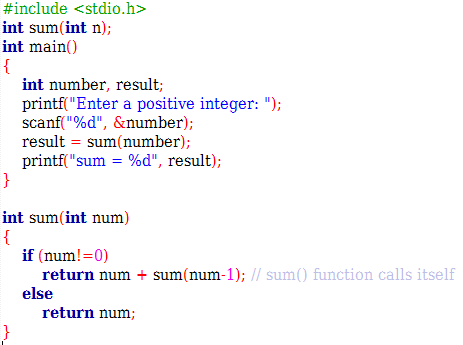 #include <stdio.h>
int sum(int n);
int main()
{
int number, result;
printf("Enter a positive integer: ");
scanf("%d", &number);
result = sum(number);
printf("sum = %d", result);
}
int sum(int num)
{
if (num!=0)
return num + sum(num-1); // sum() function calls itself
else
return num;
}